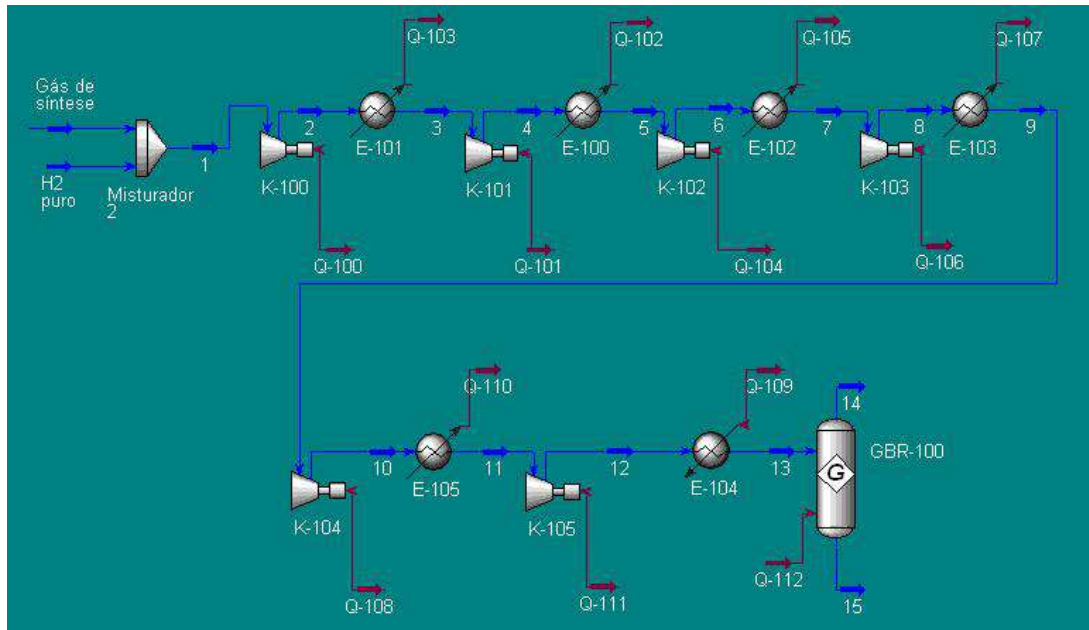 Q-103
Q-102
Q-105
Q-107
Gás de
síntese
2
3
4
5
6
7
8
9
1
E-101
E-100
E-102
E-103
H2
puro
Misturador
2
K-100
K-101
K-102
K-103
Q-100
Q-101
Q-104
Q-106
Q-110
Q-109
14
10
11
12
13
GBR-100
G
E-105
E-104
K-104
K-105
Q-112
Q-108
Q-111
15